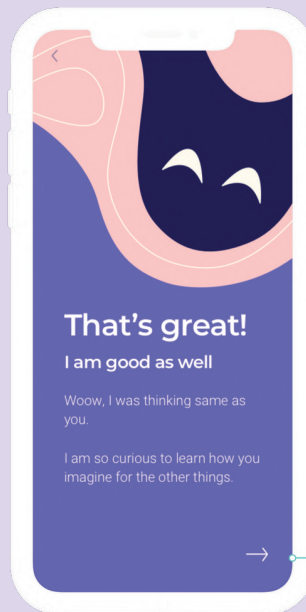 That's great!
I am good as well
Woow, I was thinking same as
you.
I am so curious to learn how you
imagine for the other things.